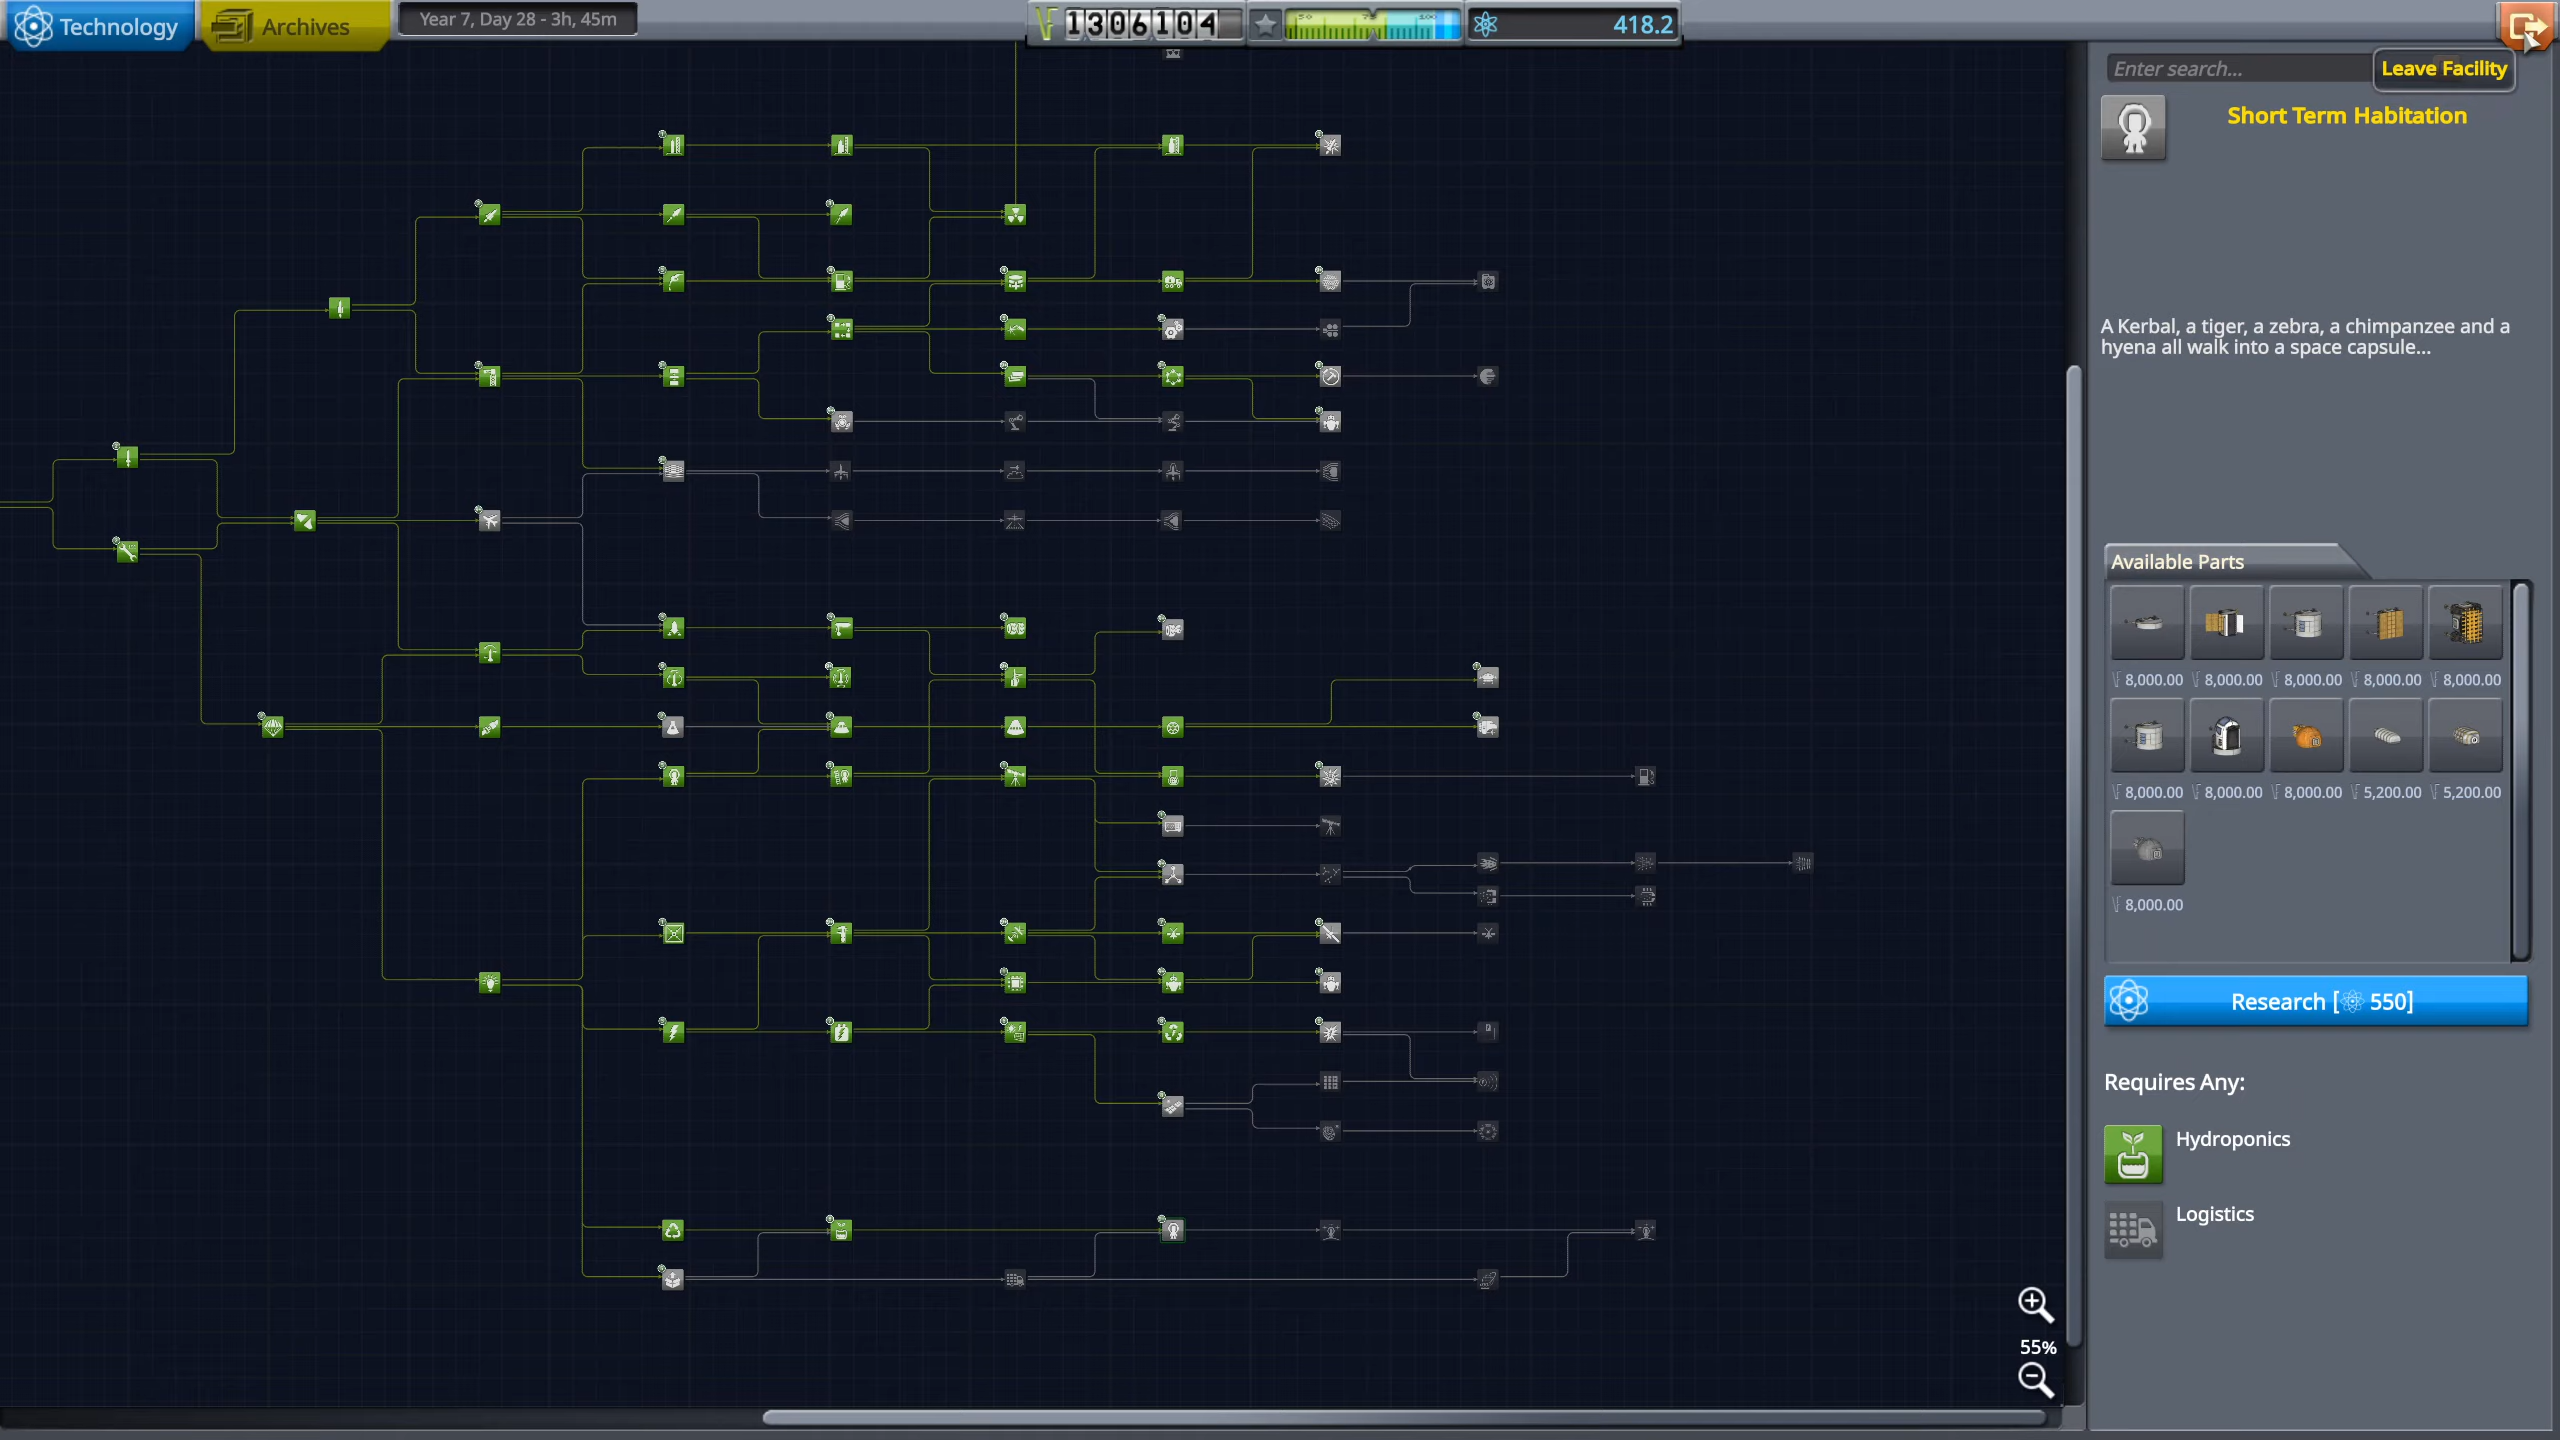 Technology
Archives
Year 7, Day 28 - 3h, 45m
1306104
50 75 100
418.2
Enter search...
Leave Facility
Short Term Habitation
A Kerbal, a tiger, a zebra, a chimpanzee and a
hyena all walk into a space capsule...
Available Parts
8,000.00 8,000.00 8,000.00 8,000.00 8,000.00
8,000.00 8,000.00 8,000.00 5,200.00 5,200.00
8,000.00
Research [ 550]
Requires Any:
Hydroponics
Logistics
55%